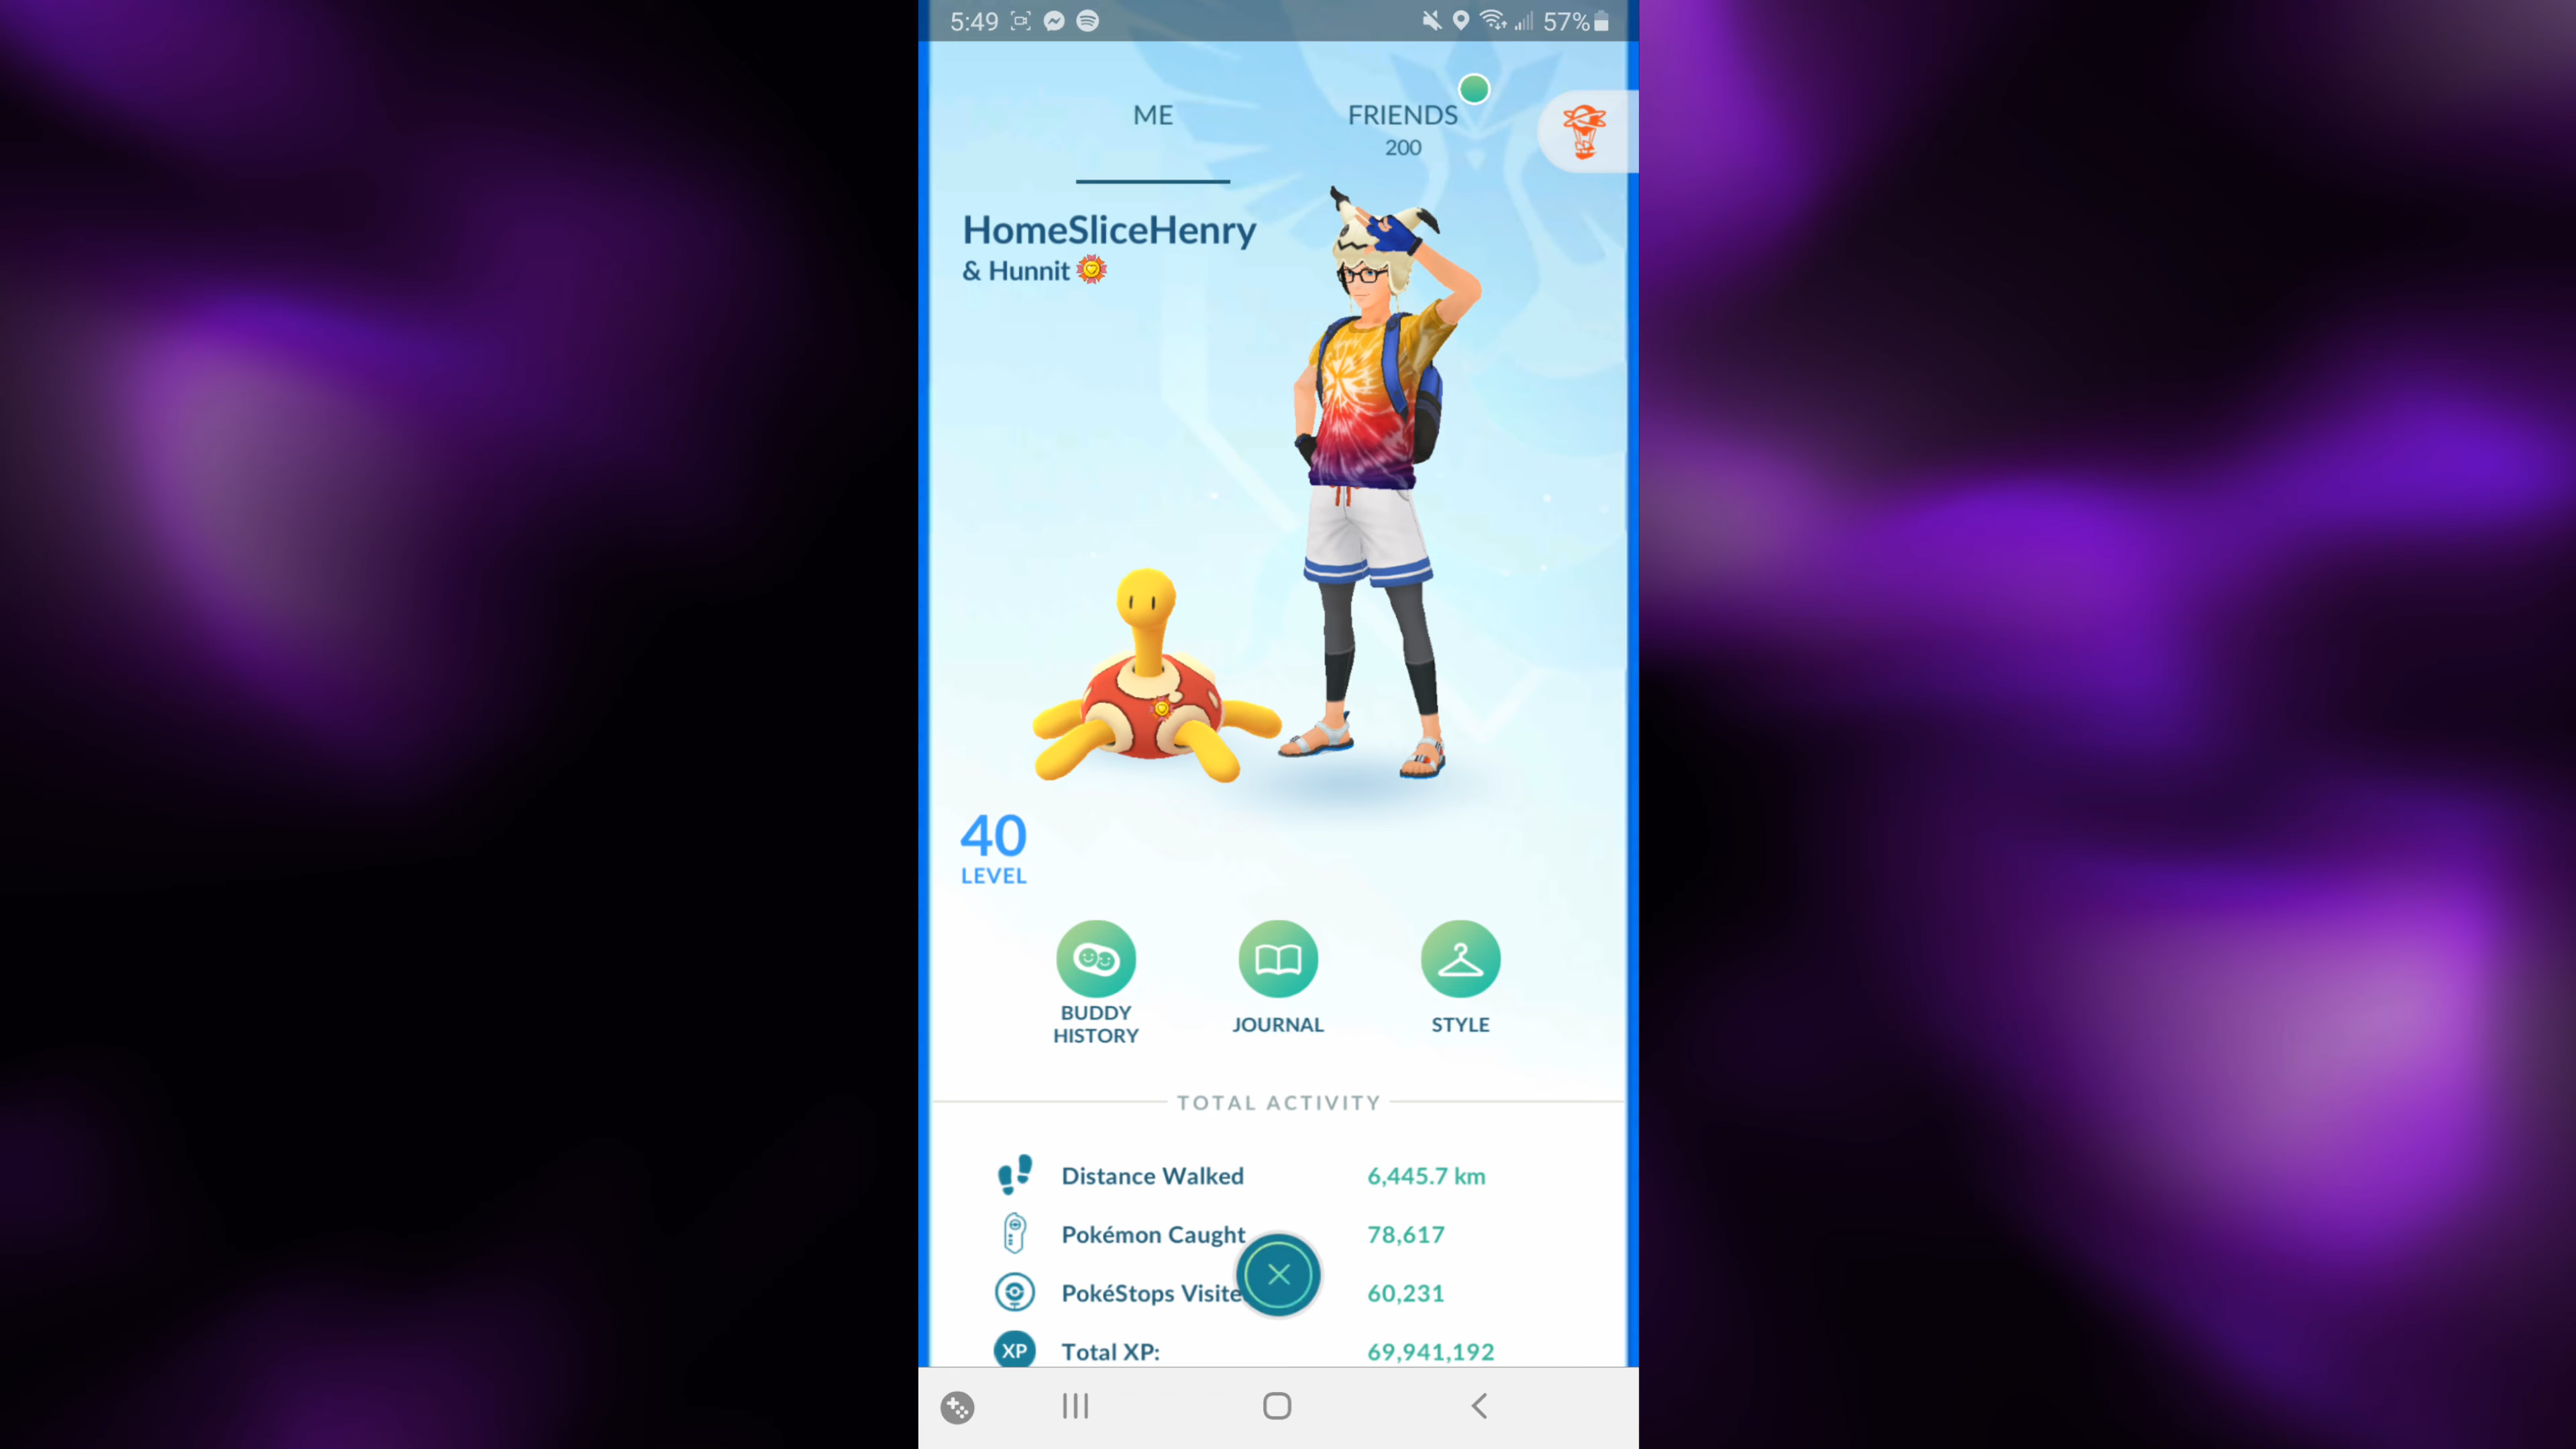 5:49
57%
ME
FRIENDS
200
HomeSliceHenry
& Hunnit
40
LEVEL
BUDDY
HISTORY
JOURNAL
STYLE
TOTAL ACTIVITY
Distance Walked 6,445.7 km
Pokémon Caught 78,617
PokéStops Visite 60,231
XP Total XP: 69,941,192